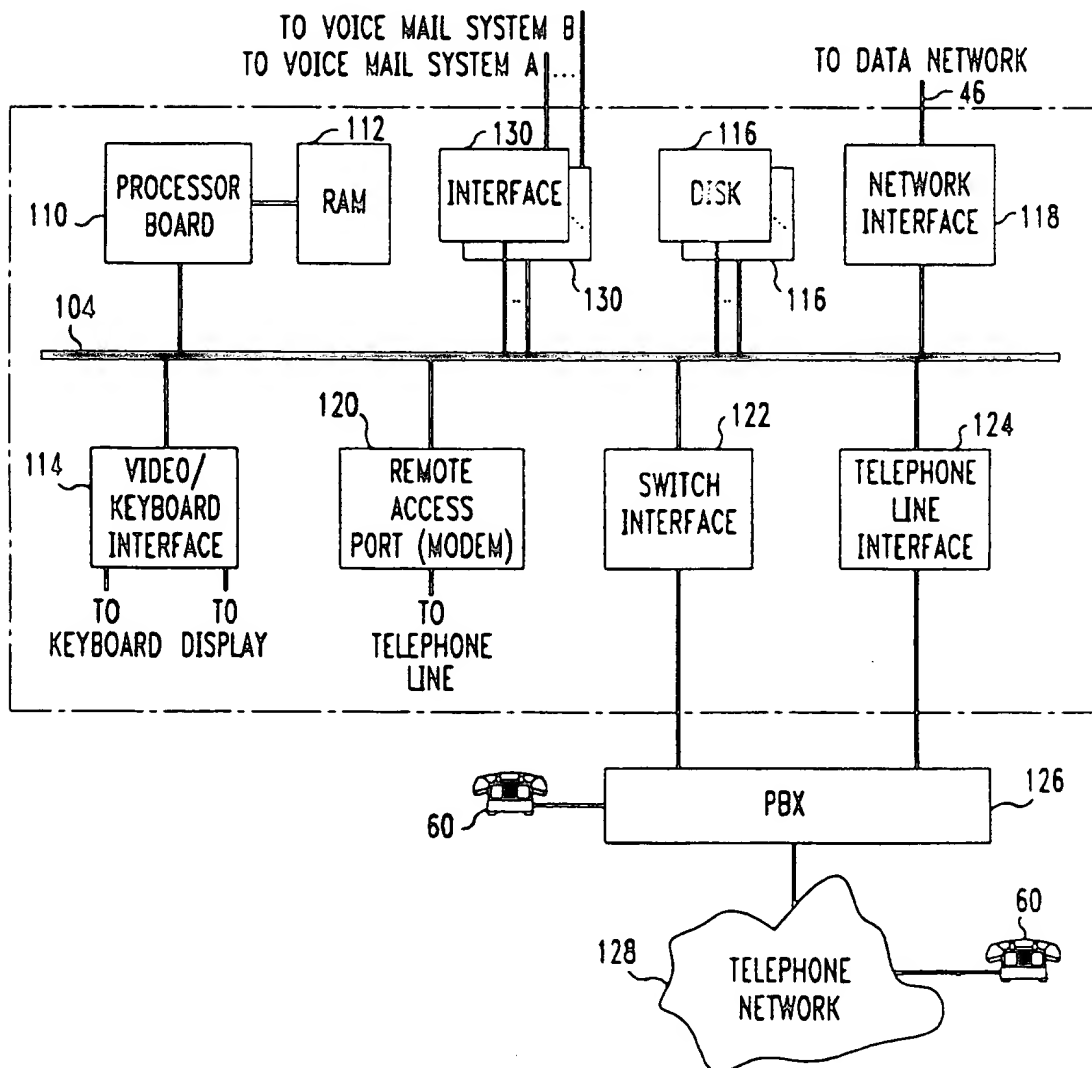 TO VOICE MAIL SYSTEM B
TO VOICE MAIL SYSTEM A...
TO DATA NETWORK
46
112
130
116
110
PROCESSOR
BOARD
RAM
INTERFACE
DISK
NETWORK
INTERFACE
118
130
116
104
120
122
124
114
VIDEO/
KEYBOARD
INTERFACE
REMOTE
ACCESS
PORT (MODEM)
SWITCH
INTERFACE
TELEPHONE
LINE
INTERFACE
TO
KEYBOARD
TO
DISPLAY
TO
TELEPHONE
LINE
60
PBX
126
60
128
TELEPHONE
NETWORK